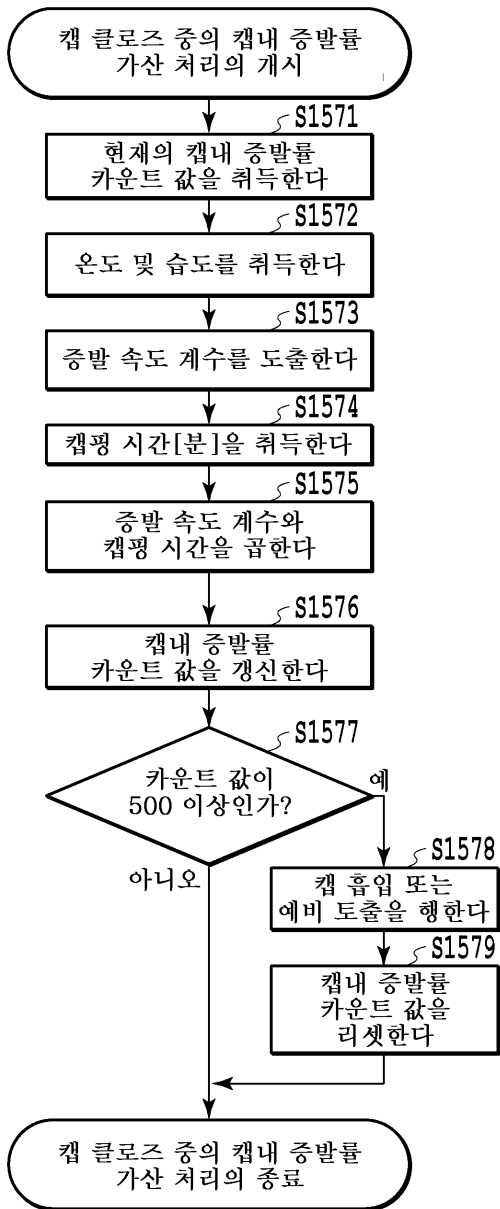 캡 클로즈 중의 캡내 증발률
가산 처리의 개시
S1571
현재의 캡내 증발률
카운트 값을 취득한다
S1572
온도 및 습도를 취득한다
S1573
증발 속도 계수를 도출한다
S1574
캡핑 시간[분]을 취득한다
S1575
증발 속도 계수와
캡핑 시간을 곱한다
S1576
캡내 증발률
카운트 값을 갱신한다
S1577
카운트 값이
500 이상인가?
예
아니오
S1578
캡 흡입 또는
예비 토출을 행한다
S1579
캡내 증발률
카운트 값을
리셋한다
캡 클로즈 중의 캡내 증발률
가산 처리의 종료